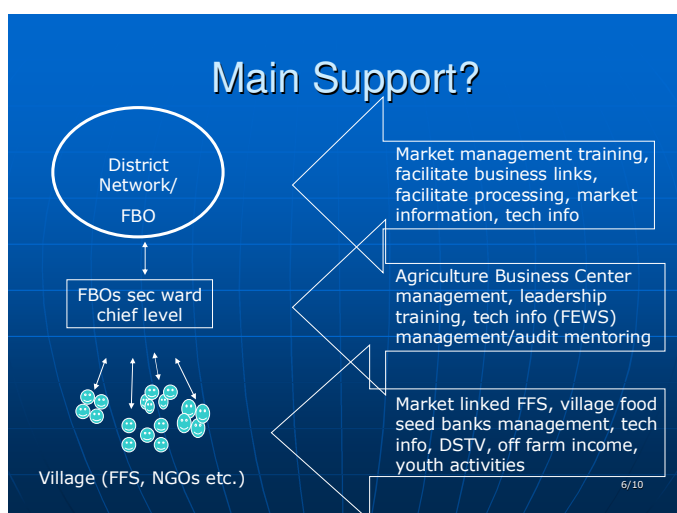 Main Support?
District
Network/
FBO
Market management training,
facilitate business links,
facilitate processing, market
information, tech info
FBOs sec ward
chief level
Agriculture Business Center
management, leadership
training, tech info (FEWS)
management/audit mentoring
Market linked FFS, village food
seed banks management, tech
info, DSTV, off farm income,
youth activities
Village (FFS, NGOs etc.)
6/10